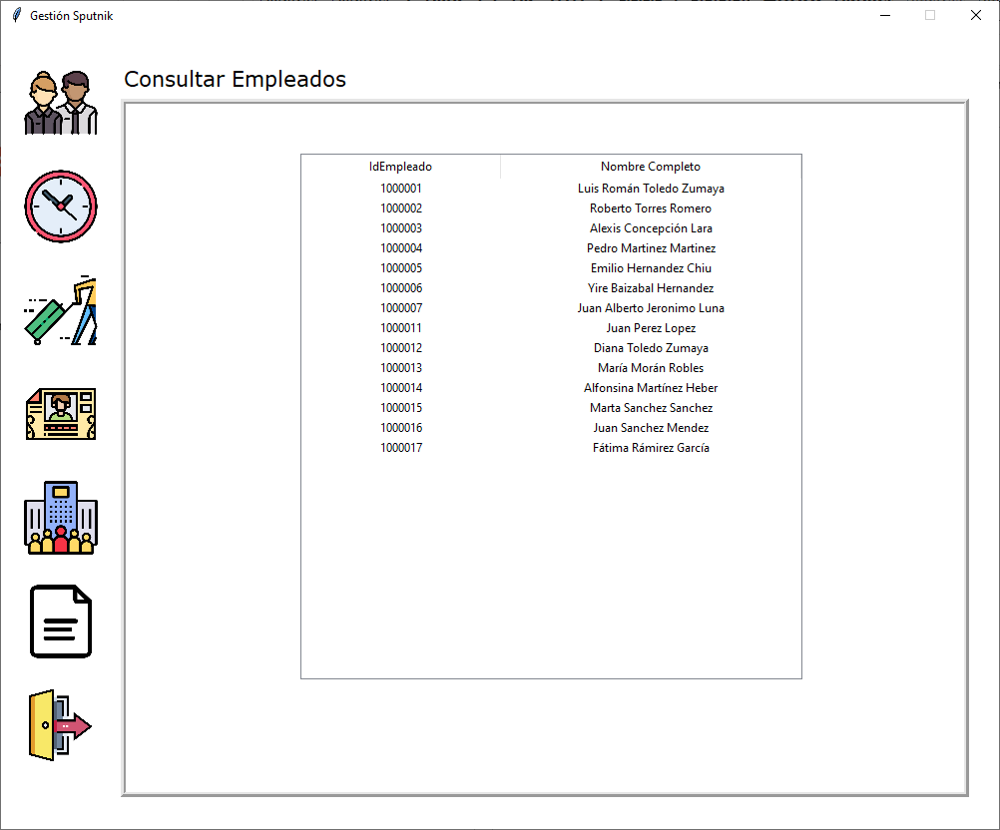 Gestión Sputnik
Consultar Empleados
IdEmpleado Nombre Completo
1000001 Luis Román Toledo Zumaya
1000002 Roberto Torres Romero
1000003 Alexis Concepción Lara
1000004 Pedro Martinez Martinez
1000005 Emilio Hernandez Chiu
1000006 Yire Baizabal Hernandez
1000007 Juan Alberto Jeronimo Luna
1000011 Juan Perez Lopez
1000012 Diana Toledo Zumaya
1000013 María Morán Robles
1000014 Alfonsina Martínez Heber
1000015 Marta Sanchez Sanchez
1000016 Juan Sanchez Mendez
1000017 Fátima Rámirez García